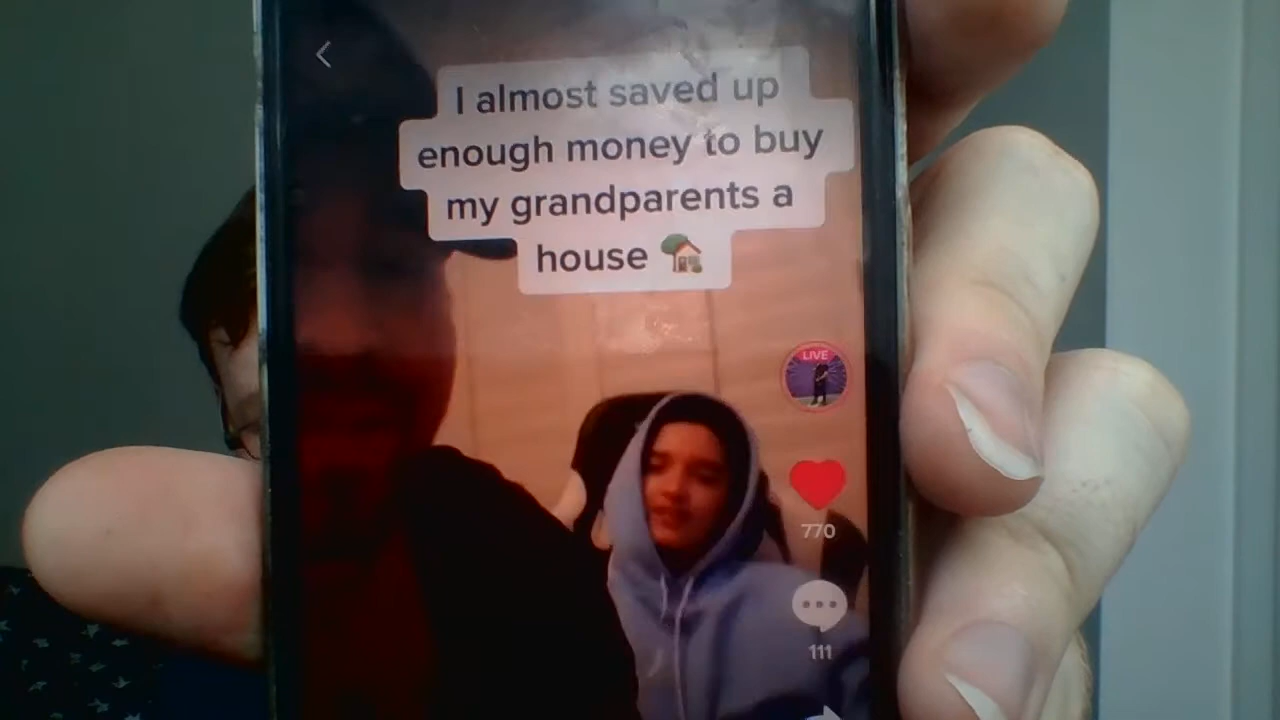 I almost saved up
enough money to buy
my grandparents a
house
LIVE
770
111